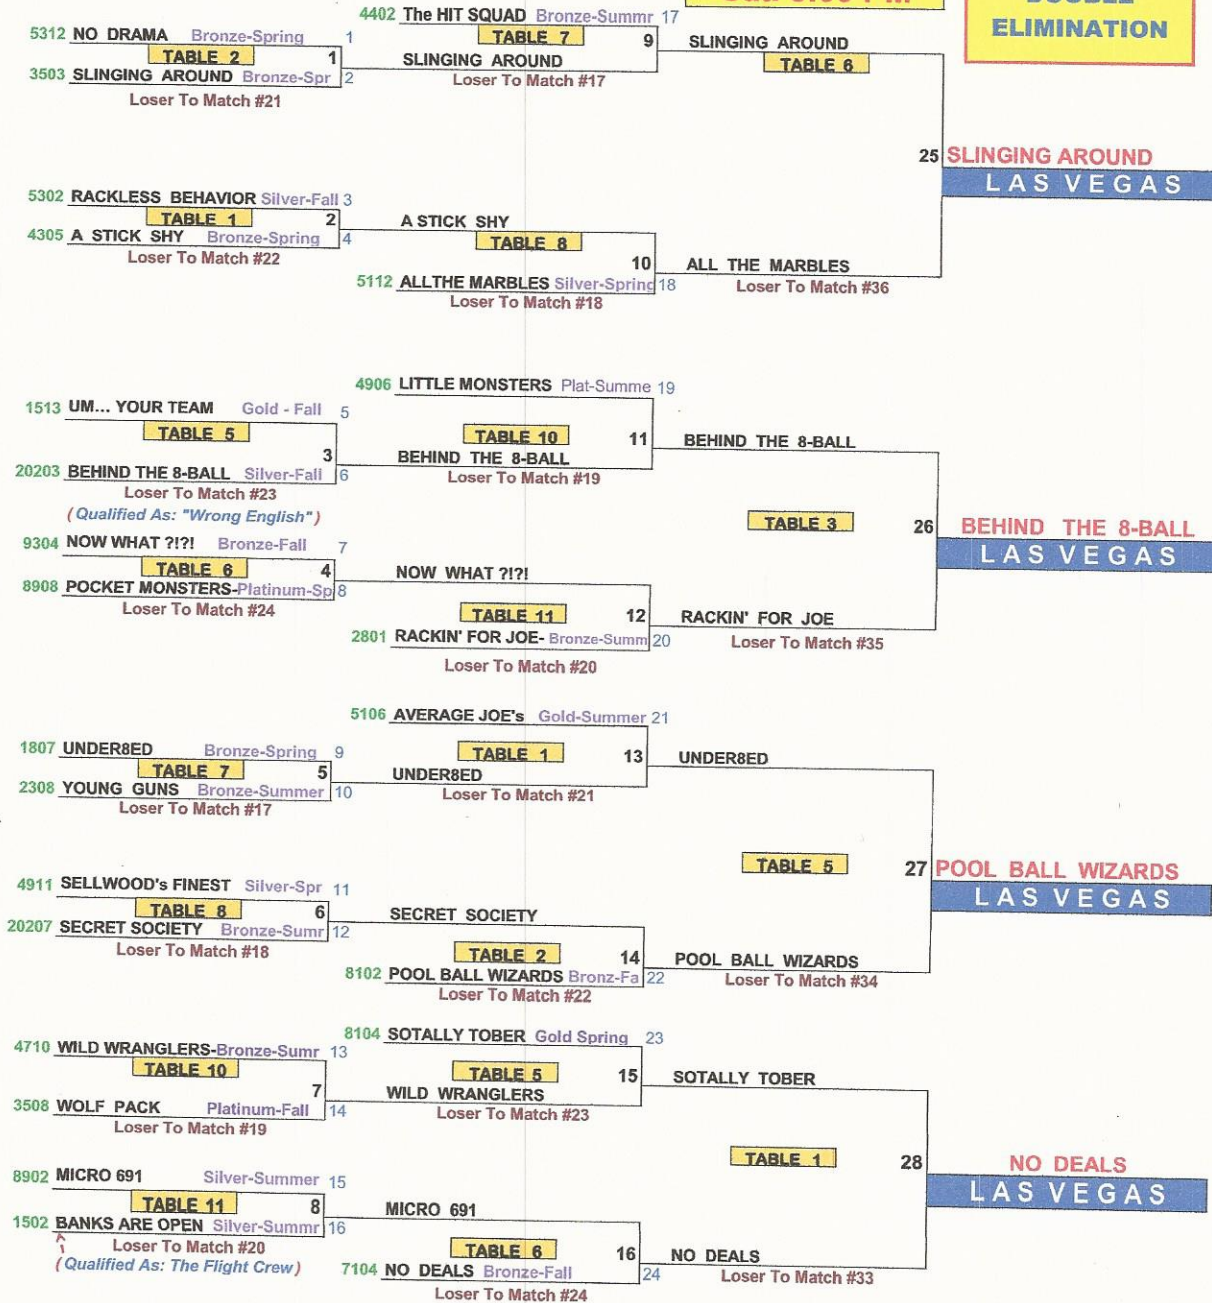 DOUBLE
ELIMINATION
4402 The HIT SQUAD Bronze-Summr 17
5312 NO DRAMA Bronze-Spring 1
TABLE 2 1
3503 SLINGING AROUND Bronze-Spr 2
Loser To Match #21
TABLE 7 9
SLINGING AROUND
Loser To Match #17
SLINGING AROUND
TABLE 6
25 SLINGING AROUND
LAS VEGAS
5302 RACKLESS BEHAVIOR Silver-Fall 3
TABLE 1 2
4305 A STICK SHY Bronze-Spring 4
Loser To Match #22
A STICK SHY
TABLE 8
10
5112 ALLTHE MARBLES Silver-Spring 18
Loser To Match #18
ALL THE MARBLES
Loser To Match #36
4906 LITTLE MONSTERS Plat-Summe 19
1513 UM... YOUR TEAM Gold - Fall 5
TABLE 5
3
20203 BEHIND THE 8-BALL Silver-Fall 6
Loser To Match #23
(Qualified As: "Wrong English")
TABLE 10 11
BEHIND THE 8-BALL
Loser To Match #19
BEHIND THE 8-BALL
TABLE 3 26
BEHIND THE 8-BALL
LAS VEGAS
9304 NOW WHAT ?!?! Bronze-Fall 7
TABLE 6 4
8908 POCKET MONSTERS-Platinum-Sp 8
Loser To Match #24
NOW WHAT ?!?!
TABLE 11 12
2801 RACKIN' FOR JOE- Bronze-Summ 20
Loser To Match #20
RACKIN' FOR JOE
Loser To Match #35
5106 AVERAGE JOE's Gold-Summer 21
1807 UNDER8ED Bronze-Spring 9
TABLE 7 5
2308 YOUNG GUNS Bronze-Summer 10
Loser To Match #17
TABLE 1 13
UNDER8ED
Loser To Match #21
UNDER8ED
TABLE 5 27
POOL BALL WIZARDS
LAS VEGAS
4911 SELLWOOD's FINEST Silver-Spr 11
TABLE 8 6
20207 SECRET SOCIETY Bronze-Sumr 12
Loser To Match #18
SECRET SOCIETY
TABLE 2 14
8102 POOL BALL WIZARDS Bronz-Fa 22
Loser To Match #22
POOL BALL WIZARDS
Loser To Match #34
8104 SOTALLY TOBER Gold Spring 23
4710 WILD WRANGLERS-Bronze-Sumr 13
TABLE 10
7
3508 WOLF PACK Platinum-Fall 14
Loser To Match #19
TABLE 5 15
WILD WRANGLERS
Loser To Match #23
SOTALLY TOBER
TABLE 1 28
NO DEALS
LAS VEGAS
8902 MICRO 691 Silver-Summer 15
TABLE 11 8
1502 BANKS ARE OPEN Silver-Summr 16
Loser To Match #20
(Qualified As: The Flight Crew)
MICRO 691
TABLE 6 16
7104 NO DEALS Bronze-Fall 24
Loser To Match #24
NO DEALS
Loser To Match #33